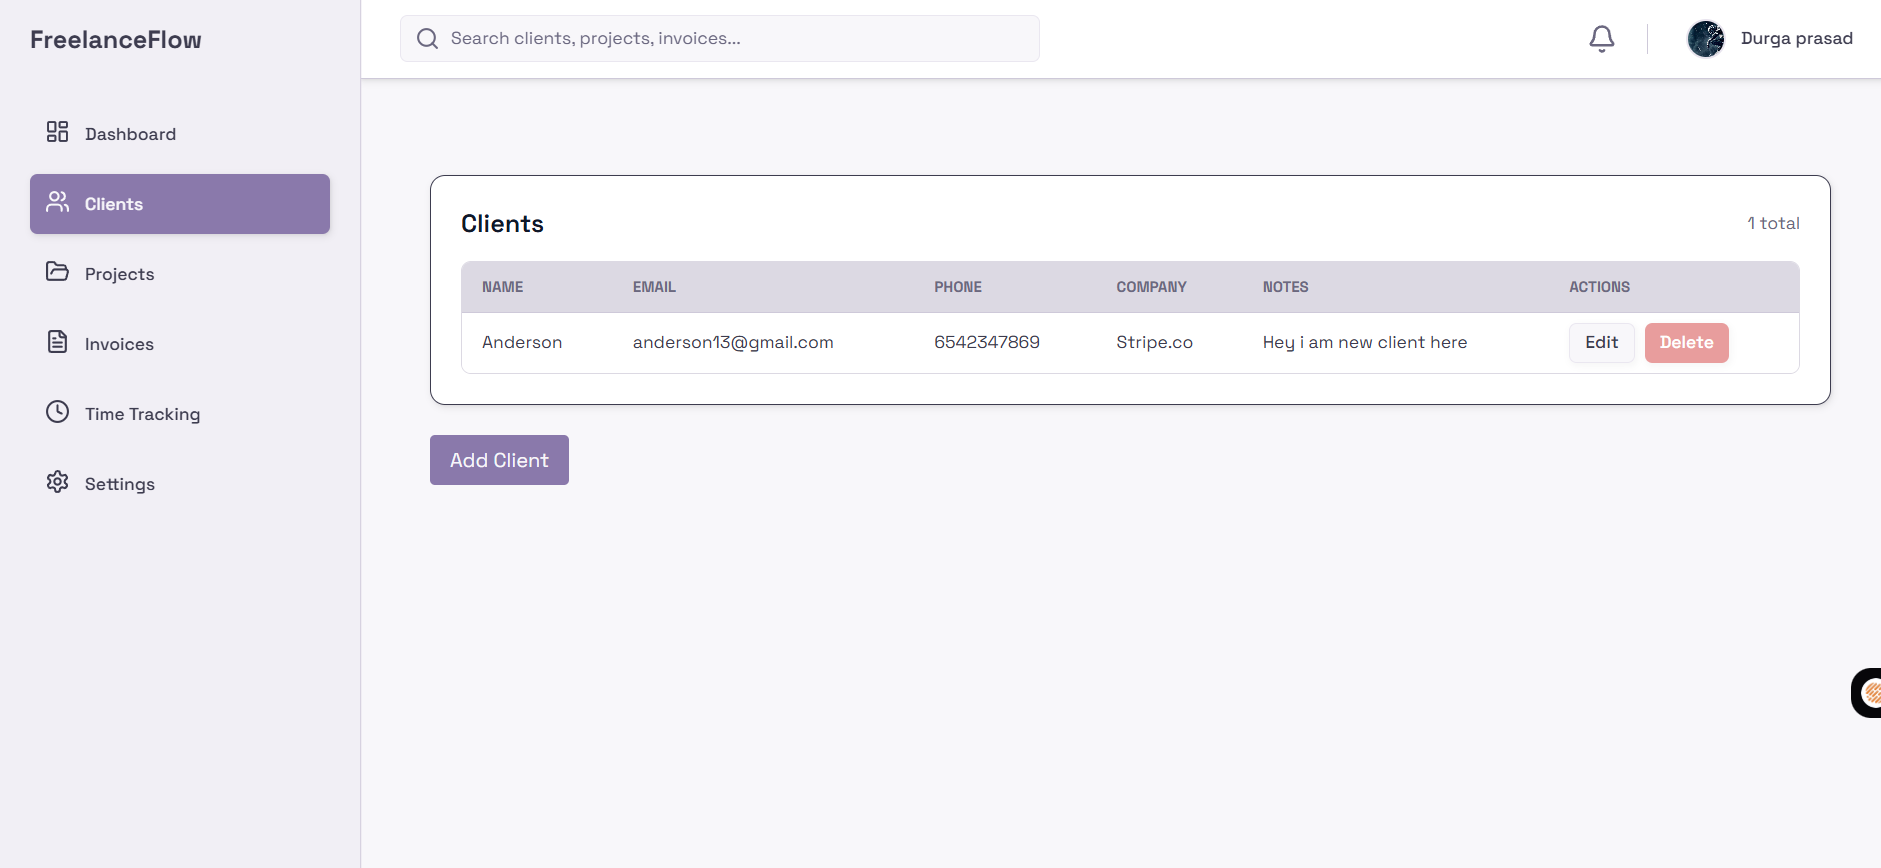 FreelanceFlow
Search clients, projects, invoices...
Durga prasad
Dashboard
Clients
Projects
Invoices
Time Tracking
Settings
Clients
1 total
NAME EMAIL PHONE COMPANY NOTES ACTIONS
Anderson anderson13@gmail.com 6542347869 Stripe.co Hey i am new client here Edit Delete
Add Client